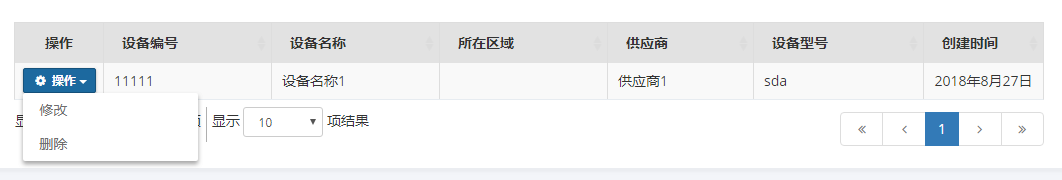 操作 设备编号 设备名称 所在区域 供应商 设备型号 创建时间
操作 11111 设备名称1 供应商1 sda 2018年8月27日
修改
显示 10 项结果
« ‹ 1 › »
删除